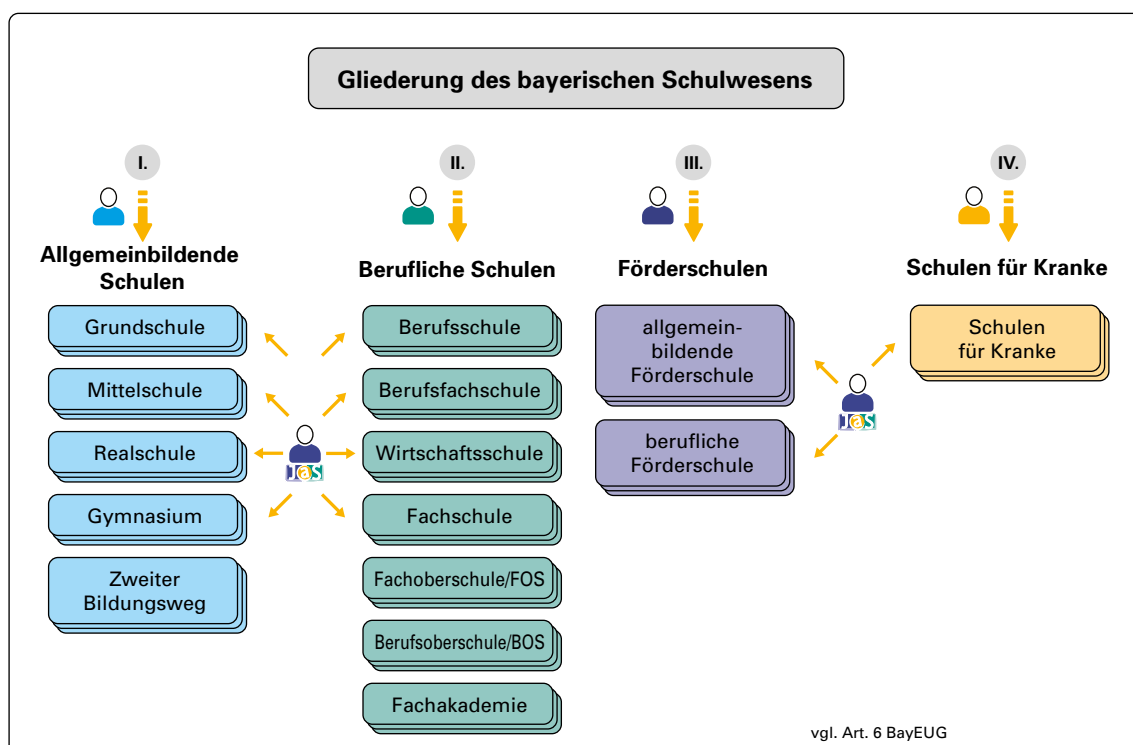 Gliederung des bayerischen Schulwesens
I.
Allgemeinbildende
Schulen
Grundschule
Mittelschule
Realschule
Gymnasium
Zweiter
Bildungsweg
JaS
II.
Berufliche Schulen
Berufsschule
Berufsfachschule
Wirtschaftsschule
Fachschule
Fachoberschule/FOS
Berufsoberschule/BOS
Fachakademie
III.
Förderschulen
allgemein-
bildende
Förderschule
berufliche
Förderschule
JaS
IV.
Schulen für Kranke
Schulen
für Kranke
vgl. Art. 6 BayEUG